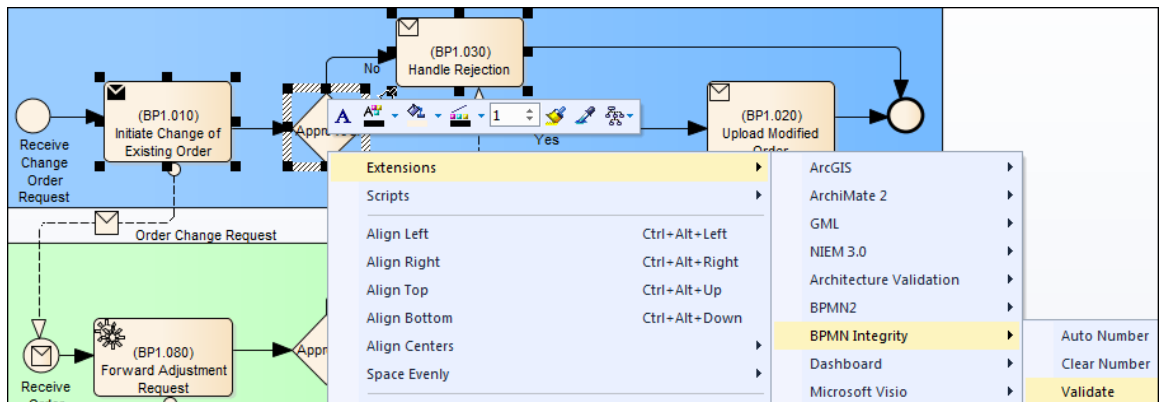 (BP1.030)
Handle Rejection
No
(BP1.010)
Initiate Change of
Existing Order
Receive
Change
Order
Request
A
1
Yes
(BP1.020)
Upload Modified
Order
Order Change Request
(BP1.080)
Forward Adjustment
Request
Receive
Extensions
Scripts
Align Left Ctrl+Alt+Left
Align Right Ctrl+Alt+Right
Align Top Ctrl+Alt+Up
Align Bottom Ctrl+Alt+Down
Align Centers
Space Evenly
ArcGIS
ArchiMate 2
GML
NIEM 3.0
Architecture Validation
BPMN2
BPMN Integrity
Dashboard
Microsoft Visio
Auto Number
Clear Number
Validate